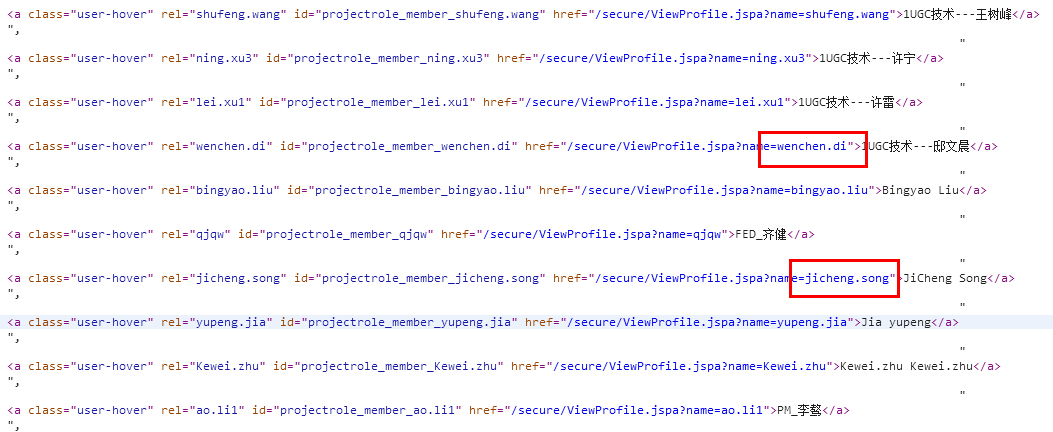 <a class="user-hover" rel="shufeng.wang" id="projectrole_member_shufeng.wang" href="/secure/ViewProfile.jspa?name=shufeng.wang">1UGC技术---王树峰</a>
",
"
<a class="user-hover" rel="ning.xu3" id="projectrole_member_ning.xu3" href="/secure/ViewProfile.jspa?name=ning.xu3">1UGC技术---许宁</a>
",
"
<a class="user-hover" rel="lei.xu1" id="projectrole_member_lei.xu1" href="/secure/ViewProfile.jspa?name=lei.xu1">1UGC技术---许雷</a>
",
"
<a class="user-hover" rel="wenchen.di" id="projectrole_member_wenchen.di" href="/secure/ViewProfile.jspa?name=wenchen.di">1UGC技术---邸文晨</a>
",
"
<a class="user-hover" rel="bingyao.liu" id="projectrole_member_bingyao.liu" href="/secure/ViewProfile.jspa?name=bingyao.liu">Bingyao Liu</a>
",
"
<a class="user-hover" rel="qjqw" id="projectrole_member_qjqw" href="/secure/ViewProfile.jspa?name=qjqw">FED_齐健</a>
",
"
<a class="user-hover" rel="jicheng.song" id="projectrole_member_jicheng.song" href="/secure/ViewProfile.jspa?name=jicheng.song">JiCheng Song</a>
",
"
<a class="user-hover" rel="yupeng.jia" id="projectrole_member_yupeng.jia" href="/secure/ViewProfile.jspa?name=yupeng.jia">Jia yupeng</a>
",
"
<a class="user-hover" rel="Kewei.zhu" id="projectrole_member_Kewei.zhu" href="/secure/ViewProfile.jspa?name=Kewei.zhu">Kewei.zhu Kewei.zhu</a>
",
"
<a class="user-hover" rel="ao.li1" id="projectrole_member_ao.li1" href="/secure/ViewProfile.jspa?name=ao.li1">PM_李骜</a>
",